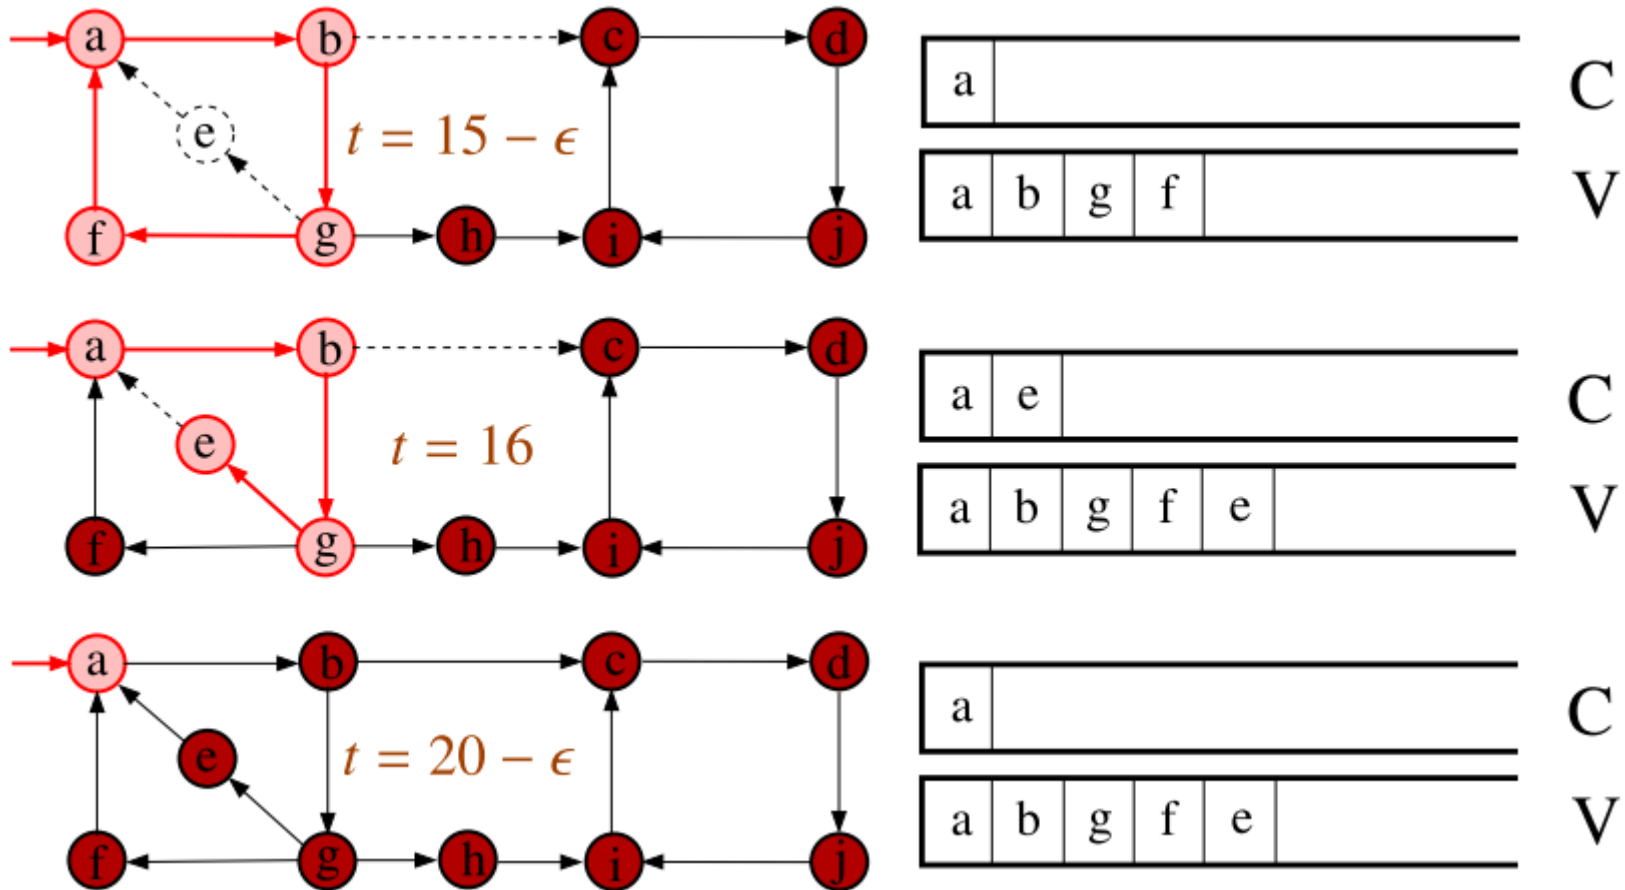 a b c d
e
t = 15 − ϵ
f g h i j
a
C
a b g f
V
a b c d
e
t = 16
f g h i j
a e
C
a b g f e
V
a b c d
e
t = 20 − ϵ
f g h i j
a
C
a b g f e
V